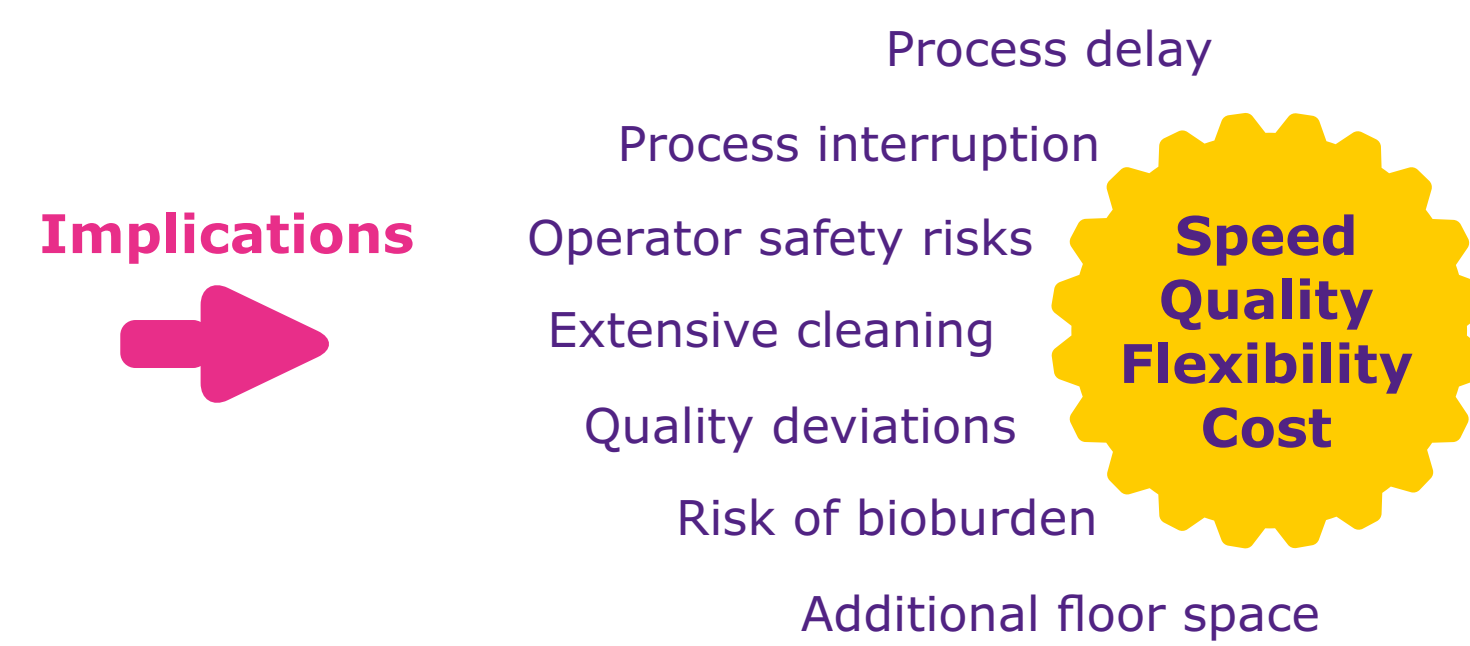 Process delay
Process interruption
Implications
Operator safety risks
Extensive cleaning
Quality deviations
Risk of bioburden
Additional floor space
Speed
Quality
Flexibility
Cost